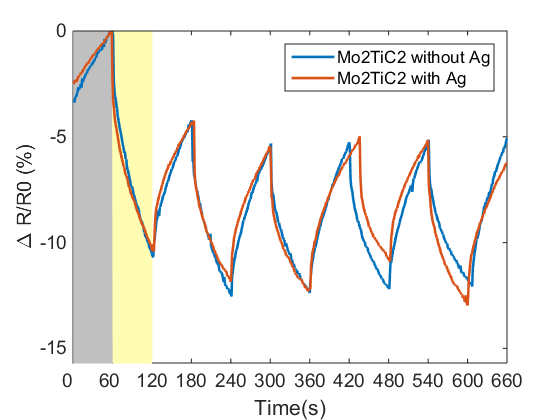 0
-5
-10
-15
Δ R/R0 (%)
Mo2TiC2 without Ag
Mo2TiC2 with Ag
0 60 120 180 240 300 360 420 480 540 600 660
Time(s)